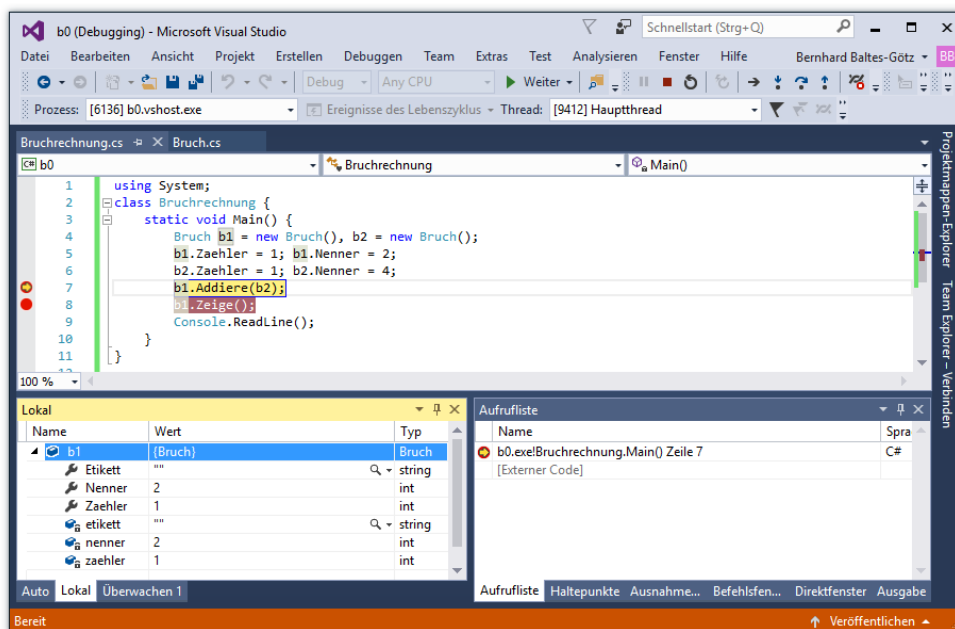 b0 (Debugging) - Microsoft Visual Studio
Schnellstart (Strg+Q)
Datei Bearbeiten Ansicht Projekt Erstellen Debuggen Team Extras Test Analysieren Fenster Hilfe Bernhard Baltes-Götz BB
Debug Any CPU Weiter
Prozess: [6136] b0.vshost.exe Ereignisse des Lebenszyklus Thread: [9412] Hauptthread
Bruchrechnung.cs Bruch.cs
C# b0 Bruchrechnung Main()
1 using System;
2 class Bruchrechnung {
3 static void Main() {
4 Bruch b1 = new Bruch(), b2 = new Bruch();
5 b1.Zaehler = 1; b1.Nenner = 2;
6 b2.Zaehler = 1; b2.Nenner = 4;
7 b1.Addiere(b2);
8 b1.Zeige();
9 Console.ReadLine();
10 }
11 }
12
100 %
Projektmappen-Explorer
Team Explorer – Verbinden
Lokal
Name Wert Typ
b1 {Bruch} Bruch
Etikett "" string
Nenner 2 int
Zaehler 1 int
etikett "" string
nenner 2 int
zaehler 1 int
Auto Lokal Überwachen 1
Aufrufliste
Name Spra
b0.exe!Bruchrechnung.Main() Zeile 7 C#
[Externer Code]
Aufrufliste Haltepunkte Ausnahme... Befehlsfen... Direktfenster Ausgabe
Bereit Veröffentlichen